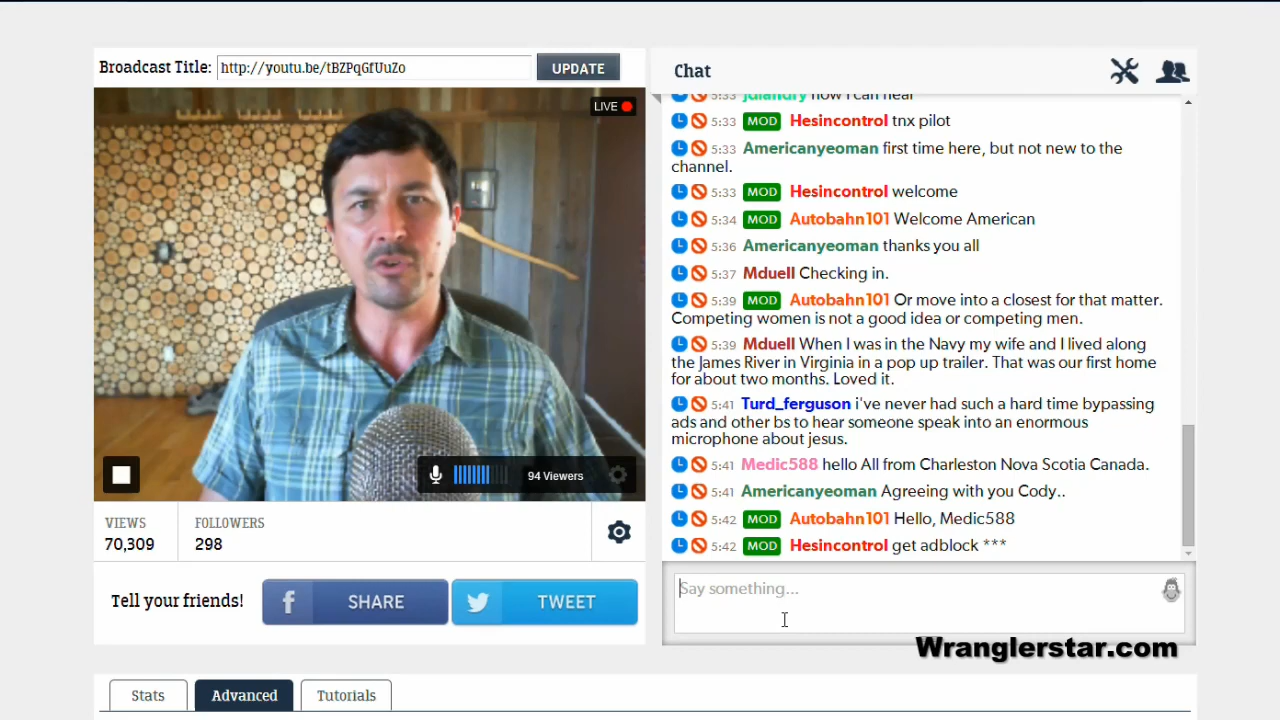 Broadcast Title: http://youtu.be/tBZPqGfUuZo UPDATE
LIVE
94 Viewers
VIEWS
70,309
FOLLOWERS
298
Tell your friends! SHARE TWEET
Stats Advanced Tutorials
Chat
5:33 jdlandry now i can hear
5:33 MOD Hesincontrol tnx pilot
5:33 Americanyeoman first time here, but not new to the
channel.
5:33 MOD Hesincontrol welcome
5:34 MOD Autobahn101 Welcome American
5:36 Americanyeoman thanks you all
5:37 Mduell Checking in.
5:39 MOD Autobahn101 Or move into a closest for that matter.
Competing women is not a good idea or competing men.
5:39 Mduell When I was in the Navy my wife and I lived along
the James River in Virginia in a pop up trailer. That was our first home
for about two months. Loved it.
5:41 Turd_ferguson i've never had such a hard time bypassing
ads and other bs to hear someone speak into an enormous
microphone about jesus.
5:41 Medic588 hello All from Charleston Nova Scotia Canada.
5:41 Americanyeoman Agreeing with you Cody..
5:42 MOD Autobahn101 Hello, Medic588
5:42 MOD Hesincontrol get adblock ***
Say something...
Wranglerstar.com